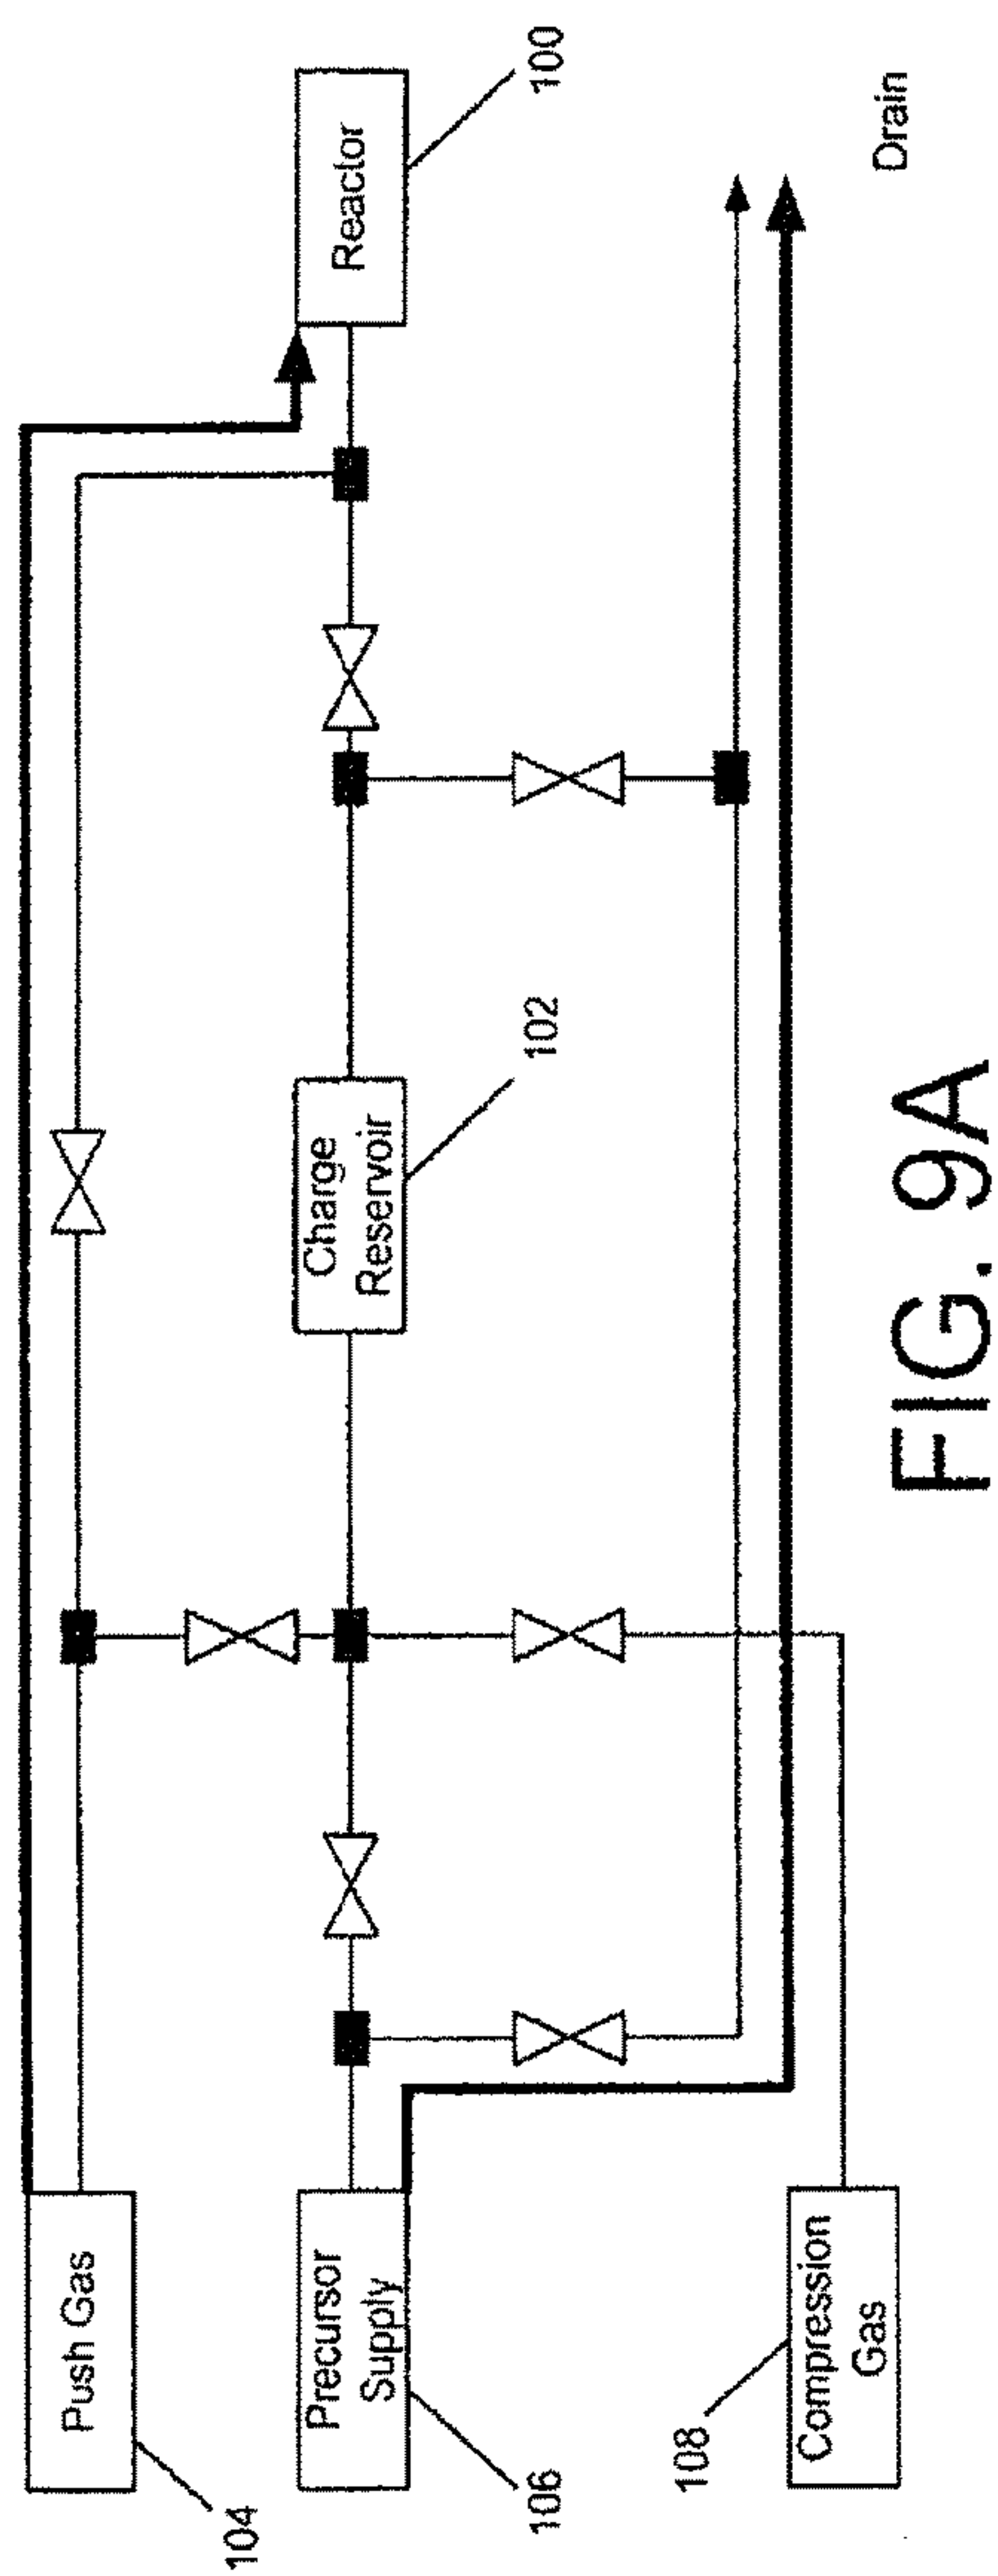 Push Gas
104
Precursor
Supply
106
Compression
Gas
108
Charge
Reservoir
102
Reactor
100
Drain
FIG. 9A